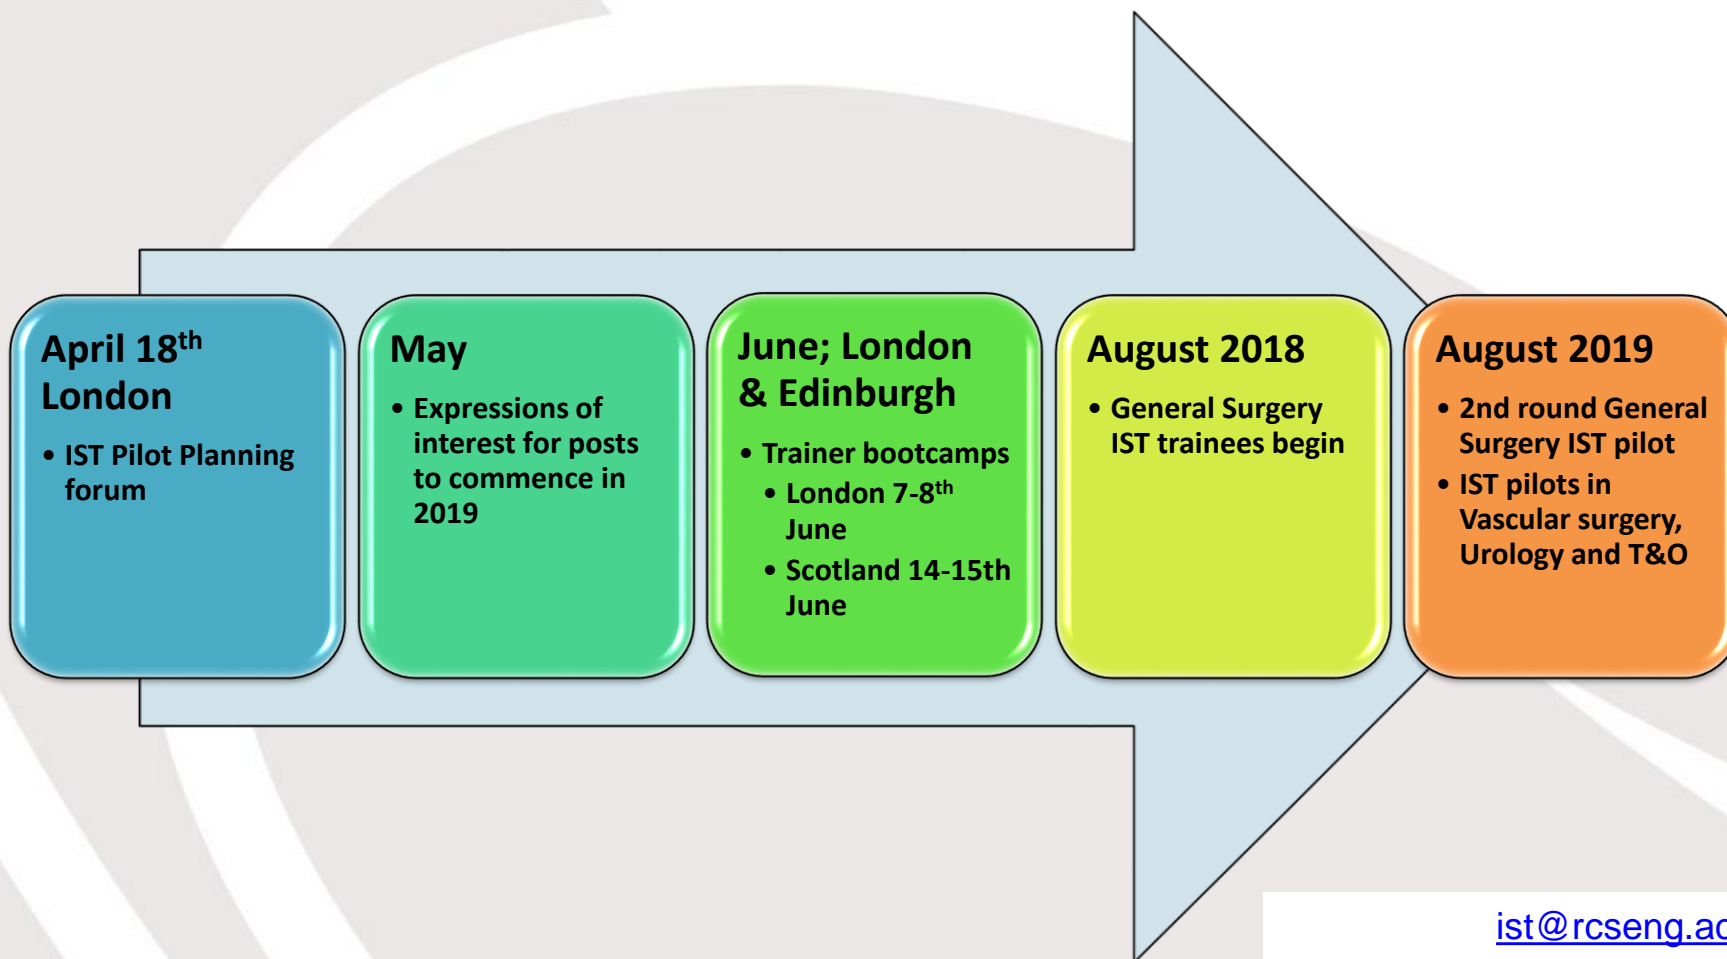 April 18th
London
• IST Pilot Planning
forum
May
• Expressions of
interest for posts
to commence in
2019
June; London
& Edinburgh
• Trainer bootcamps
• London 7-8th
June
• Scotland 14-15th
June
August 2018
• General Surgery
IST trainees begin
August 2019
• 2nd round General
Surgery IST pilot
• IST pilots in
Vascular surgery,
Urology and T&O
ist@rcseng.ac